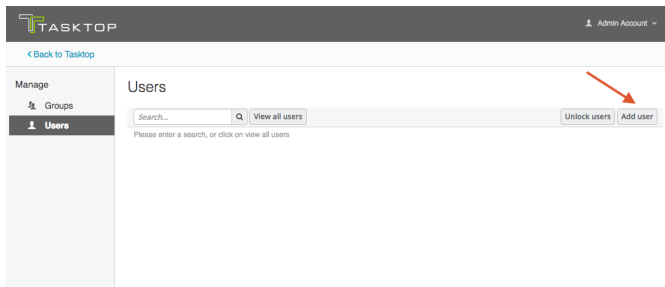 TASKTOP
Admin Account
Back to Tasktop
Manage
Groups
Users
Users
Search...
View all users
Unlock users
Add user
Please enter a search, or click on view all users